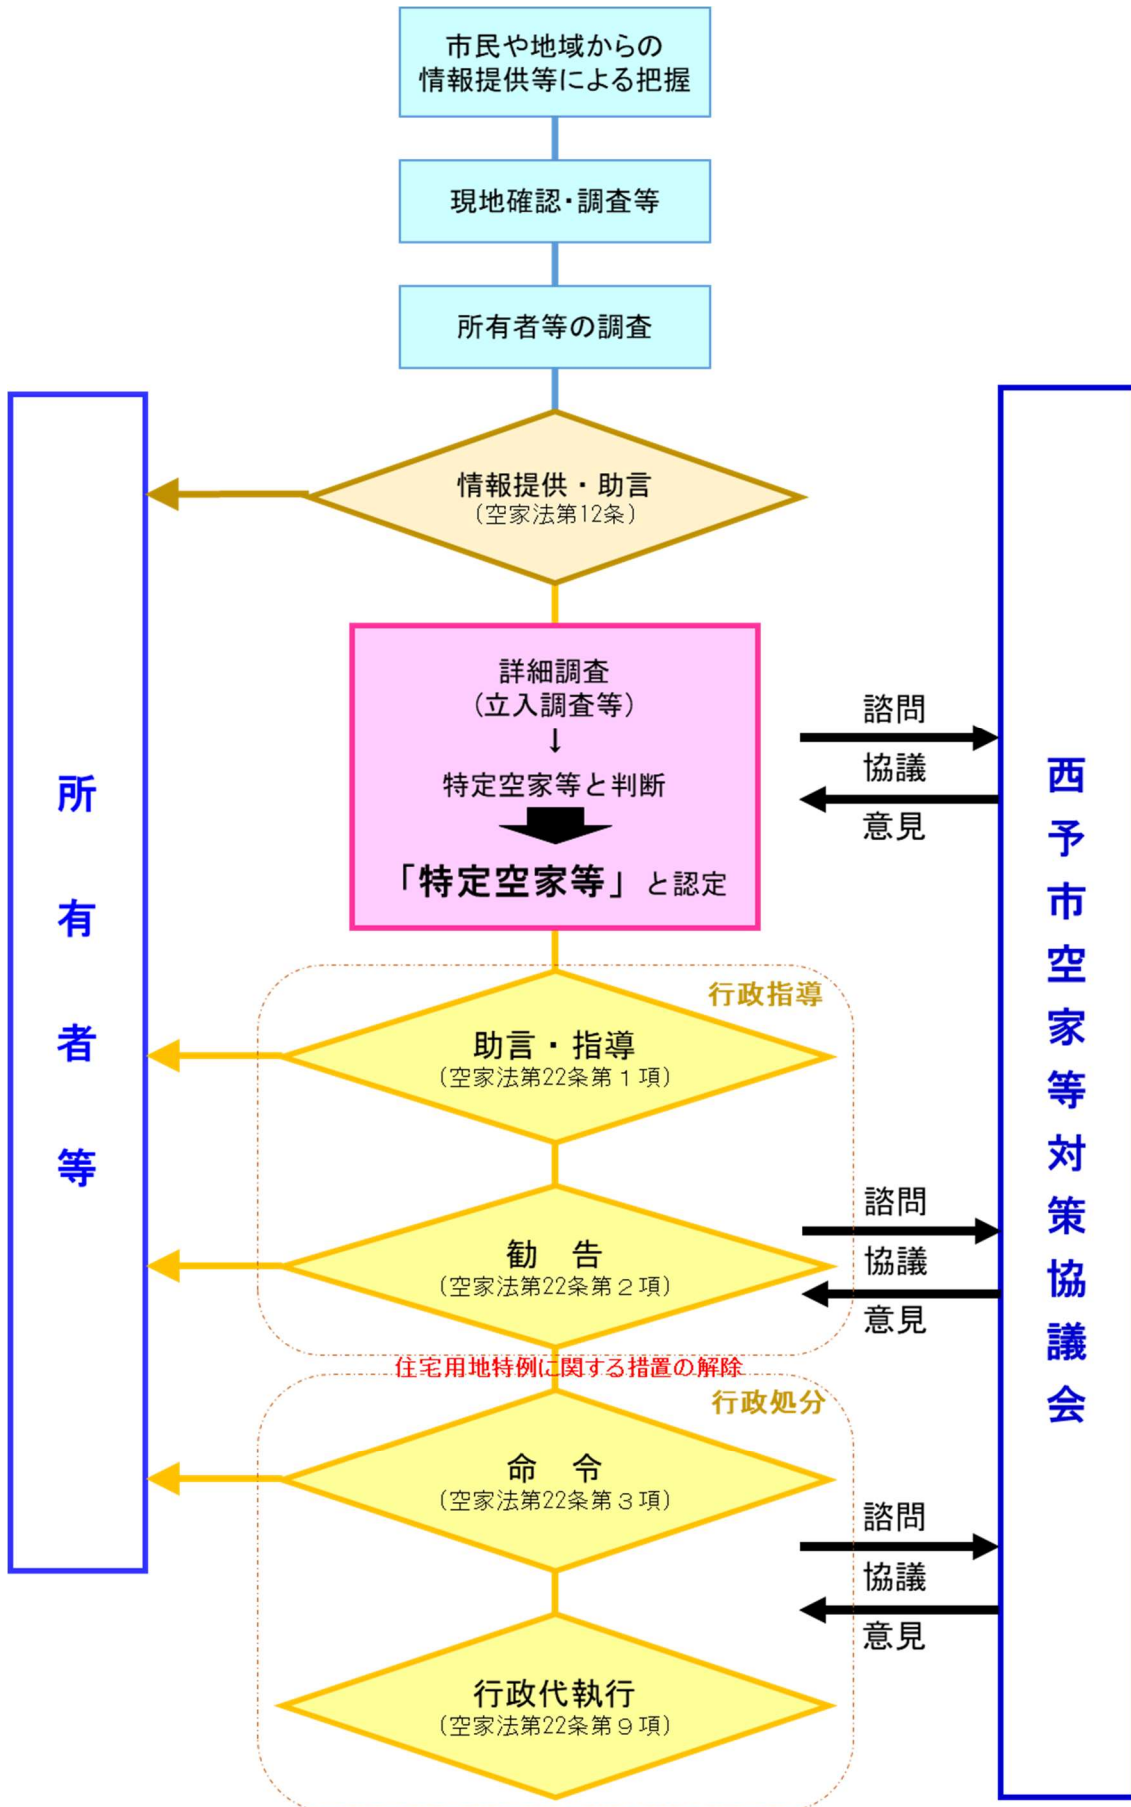 市民や地域からの
情報提供等による把握
現地確認・調査等
所有者等の調査
情報提供・助言
（空家法第12条）
詳細調査
（立入調査等）
↓
特定空家等と判断
「特定空家等」と認定
諮問
協議
意見
行政指導
助言・指導
（空家法第22条第１項）
勧　告
（空家法第22条第２項）
諮問
協議
意見
住宅用地特例に関する措置の解除
行政処分
命　令
（空家法第22条第３項）
諮問
協議
意見
行政代執行
（空家法第22条第９項）
所有者等
西予市空家等対策協議会